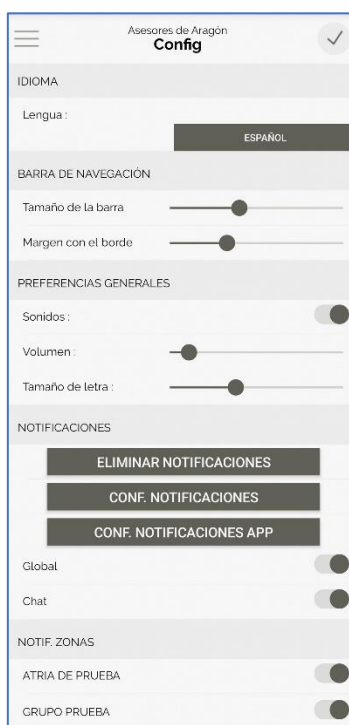 Asesores de Aragón
Config
IDIOMA
Lengua :
ESPAÑOL
BARRA DE NAVEGACIÓN
Tamaño de la barra
Margen con el borde
PREFERENCIAS GENERALES
Sonidos :
Volumen :
Tamaño de letra :
NOTIFICACIONES
ELIMINAR NOTIFICACIONES
CONF. NOTIFICACIONES
CONF. NOTIFICACIONES APP
Global
Chat
NOTIF. ZONAS
ATRIA DE PRUEBA
GRUPO PRUEBA